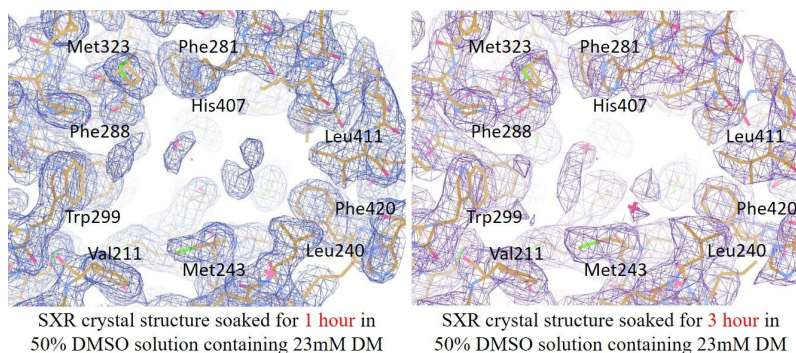 Met323
Phe281
His407
Phe288
Leu411
Trp299
Phe420
Val211
Leu240
Met243
SXR crystal structure soaked for 1 hour in
50% DMSO solution containing 23mM DM
Met323
Phe281
His407
Phe288
Leu411
Trp299
Phe420
Val211
Leu240
Met243
SXR crystal structure soaked for 3 hour in
50% DMSO solution containing 23mM DM